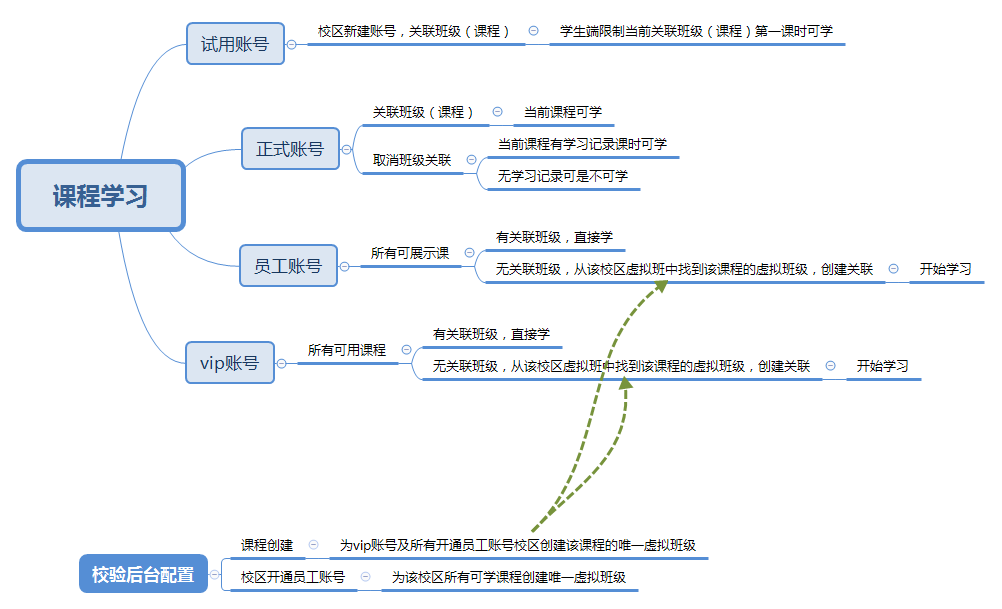 试用账号
校区新建账号，关联班级（课程）
学生端限制当前关联班级（课程）第一课时可学
关联班级（课程）
当前课程可学
正式账号
当前课程有学习记录课时可学
取消班级关联
无学习记录可是不可学
课程学习
有关联班级，直接学
所有可展示课
员工账号
无关联班级，从该校区虚拟班中找到该课程的虚拟班级，创建关联
开始学习
有关联班级，直接学
所有可用课程
vip账号
无关联班级，从该校区虚拟班中找到该课程的虚拟班级，创建关联
开始学习
课程创建
为vip账号及所有开通员工账号校区创建该课程的唯一虚拟班级
校验后台配置
校区开通员工账号
为该校区所有可学课程创建唯一虚拟班级